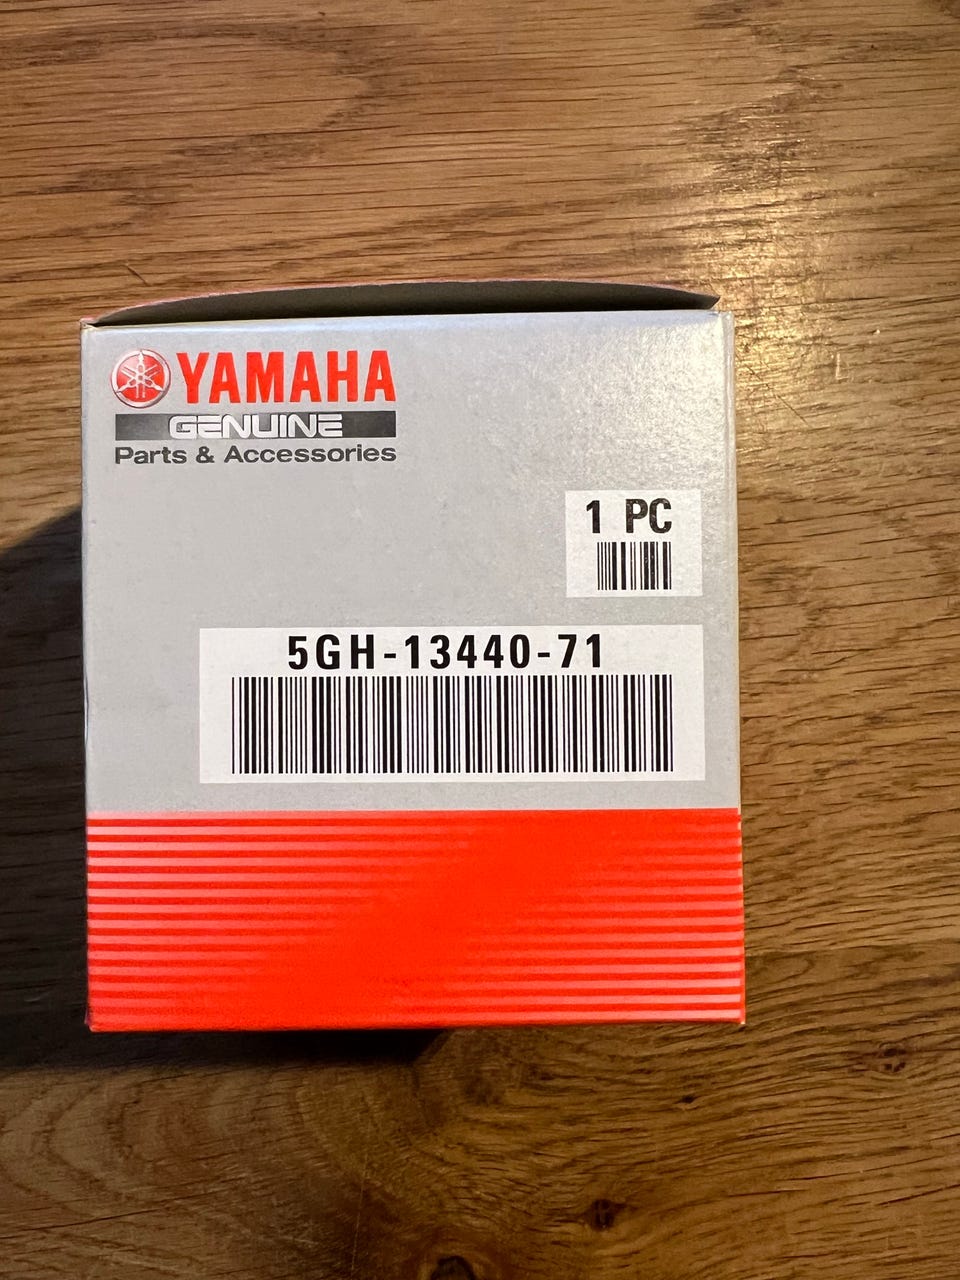 YAMAHA
GENUINE
Parts & Accessories
1 PC
5GH-13440-71